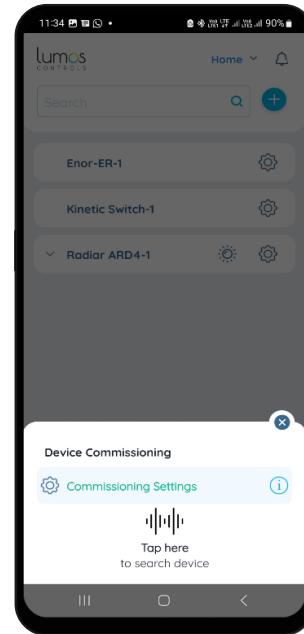 11:34
90%
lumos
CONTROLS
Home
Search
Enor-ER-1
Kinetic Switch-1
Radiar ARD4-1
Device Commissioning
Commissioning Settings
Tap here
to search device